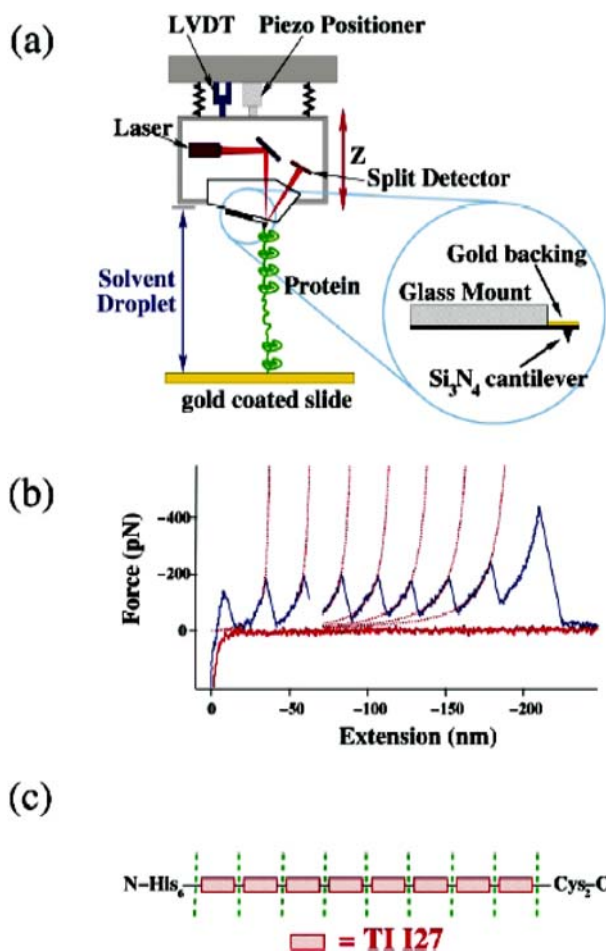 (a)
LVDT Piezo Positioner
Laser
Z
Split Detector
Solvent
Droplet
Protein
Gold backing
Glass Mount
Si3N4 cantilever
gold coated slide
(b)
Force (pN)
-400
-200
0
0 -50 -100 -150 -200
Extension (nm)
(c)
N-His6 Cys2-C
= TI I27